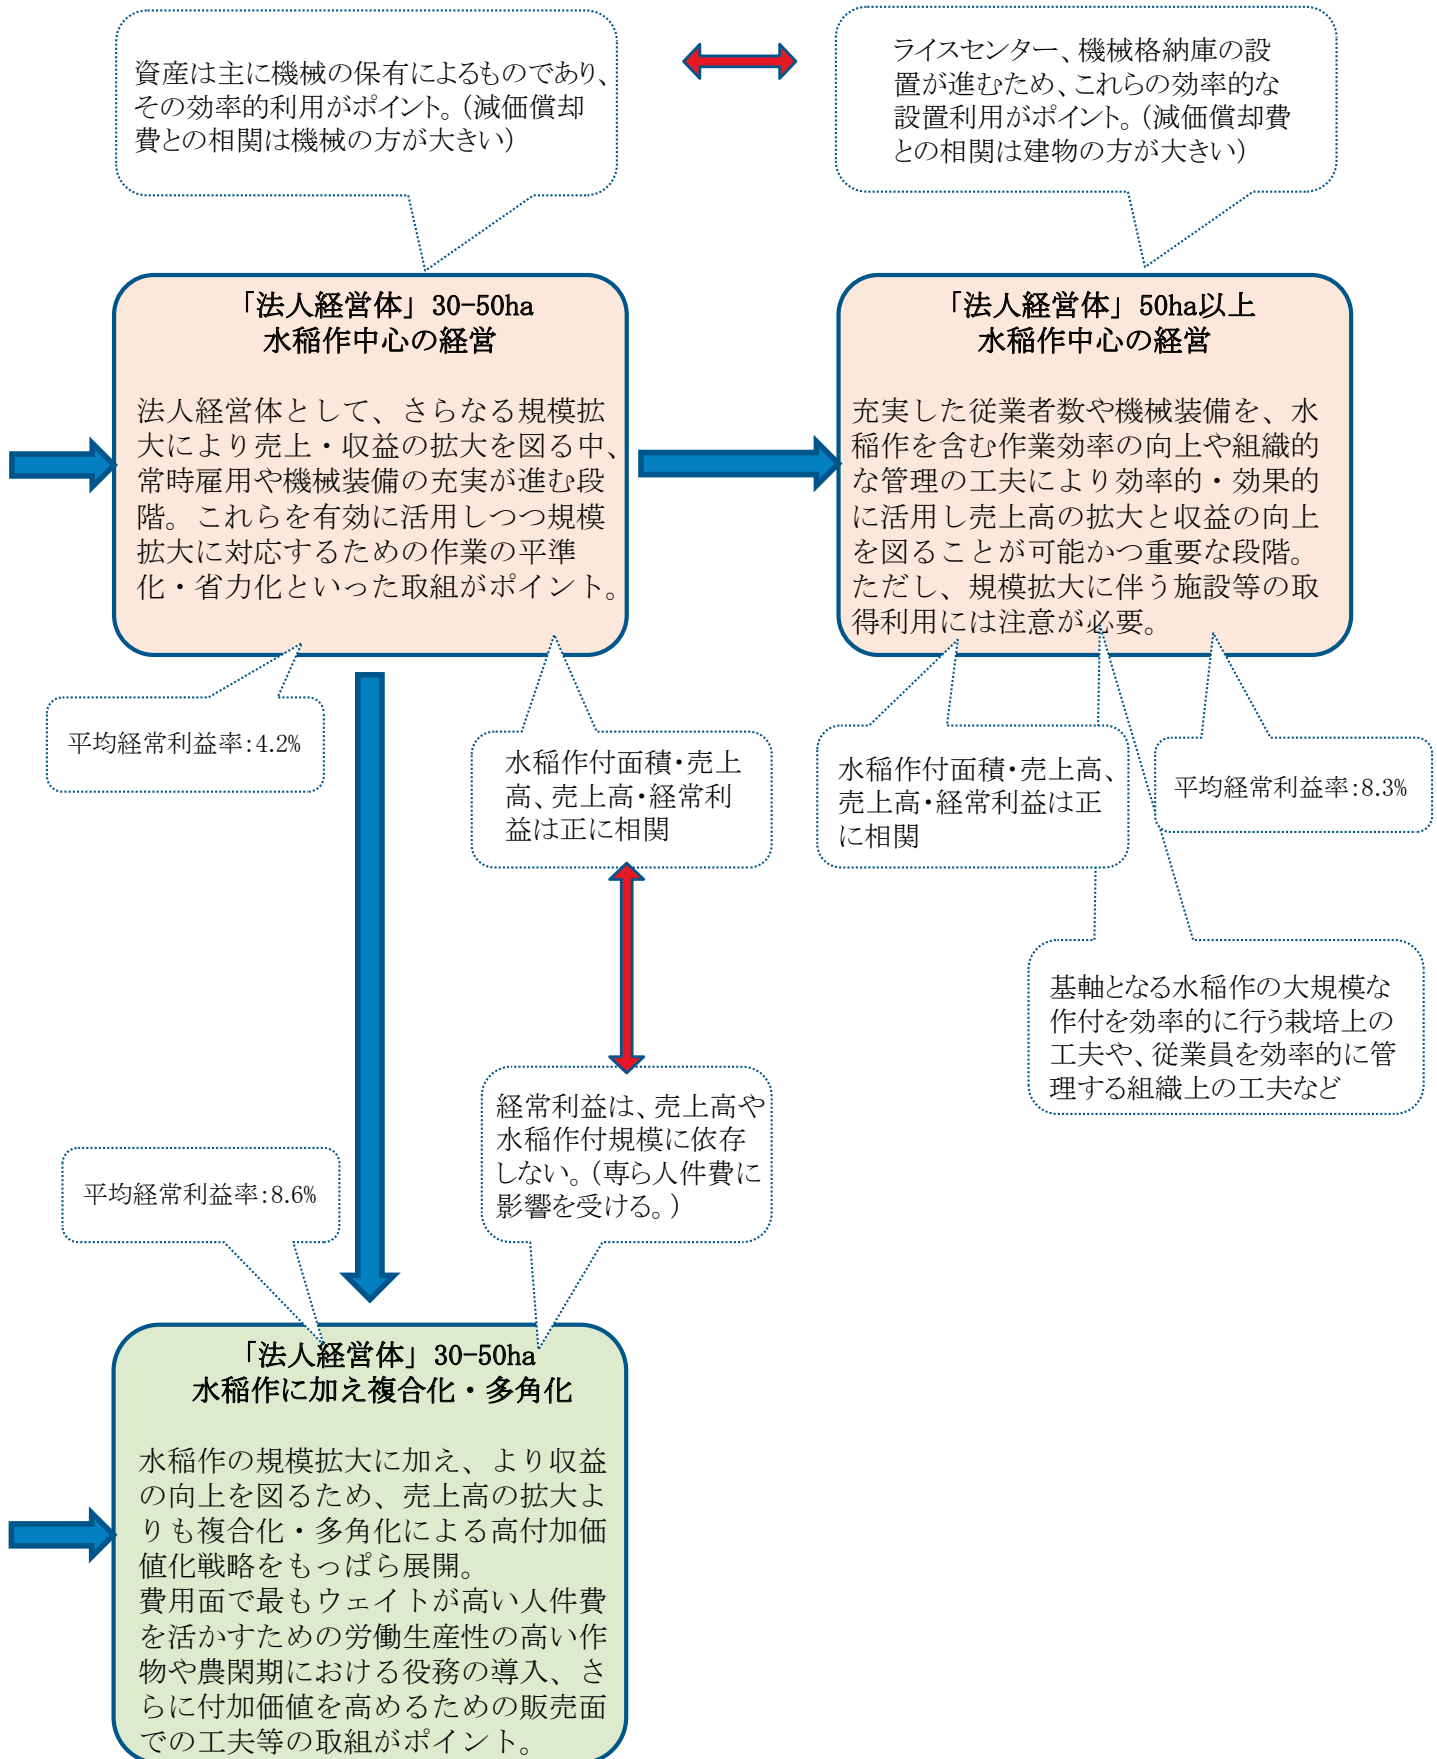 資産は主に機械の保有によるものであり、
その効率的利用がポイント。（減価償却
費との相関は機械の方が大きい）
ライスセンター、機械格納庫の設
置が進むため、これらの効率的な
設置利用がポイント。（減価償却費
との相関は建物の方が大きい）
「法人経営体」30-50ha
水稲作中心の経営
法人経営体として、さらなる規模拡
大により売上・収益の拡大を図る中、
常時雇用や機械装備の充実が進む段
階。これらを有効に活用しつつ規模
拡大に対応するための作業の平準
化・省力化といった取組がポイント。
「法人経営体」50ha以上
水稲作中心の経営
充実した従業者数や機械装備を、水
稲作を含む作業効率の向上や組織的
な管理の工夫により効率的・効果的
に活用し売上高の拡大と収益の向上
を図ることが可能かつ重要な段階。
ただし、規模拡大に伴う施設等の取
得利用には注意が必要。
平均経常利益率：4.2%
水稲作付面積・売上
高、売上高・経常利
益は正に相関
水稲作付面積・売上高、
売上高・経常利益は正
に相関
平均経常利益率：8.3%
基軸となる水稲作の大規模な
作付を効率的に行う栽培上の
工夫や、従業員を効率的に管
理する組織上の工夫など
経常利益は、売上高や
水稲作付規模に依存
しない。（専ら人件費に
影響を受ける。）
平均経常利益率：8.6%
「法人経営体」30-50ha
水稲作に加え複合化・多角化
水稲作の規模拡大に加え、より収益
の向上を図るため、売上高の拡大よ
りも複合化・多角化による高付加価
値化戦略をもっぱら展開。
費用面で最もウェイトが高い人件費
を活かすための労働生産性の高い作
物や農閑期における役務の導入、さ
らに付加価値を高めるための販売面
での工夫等の取組がポイント。